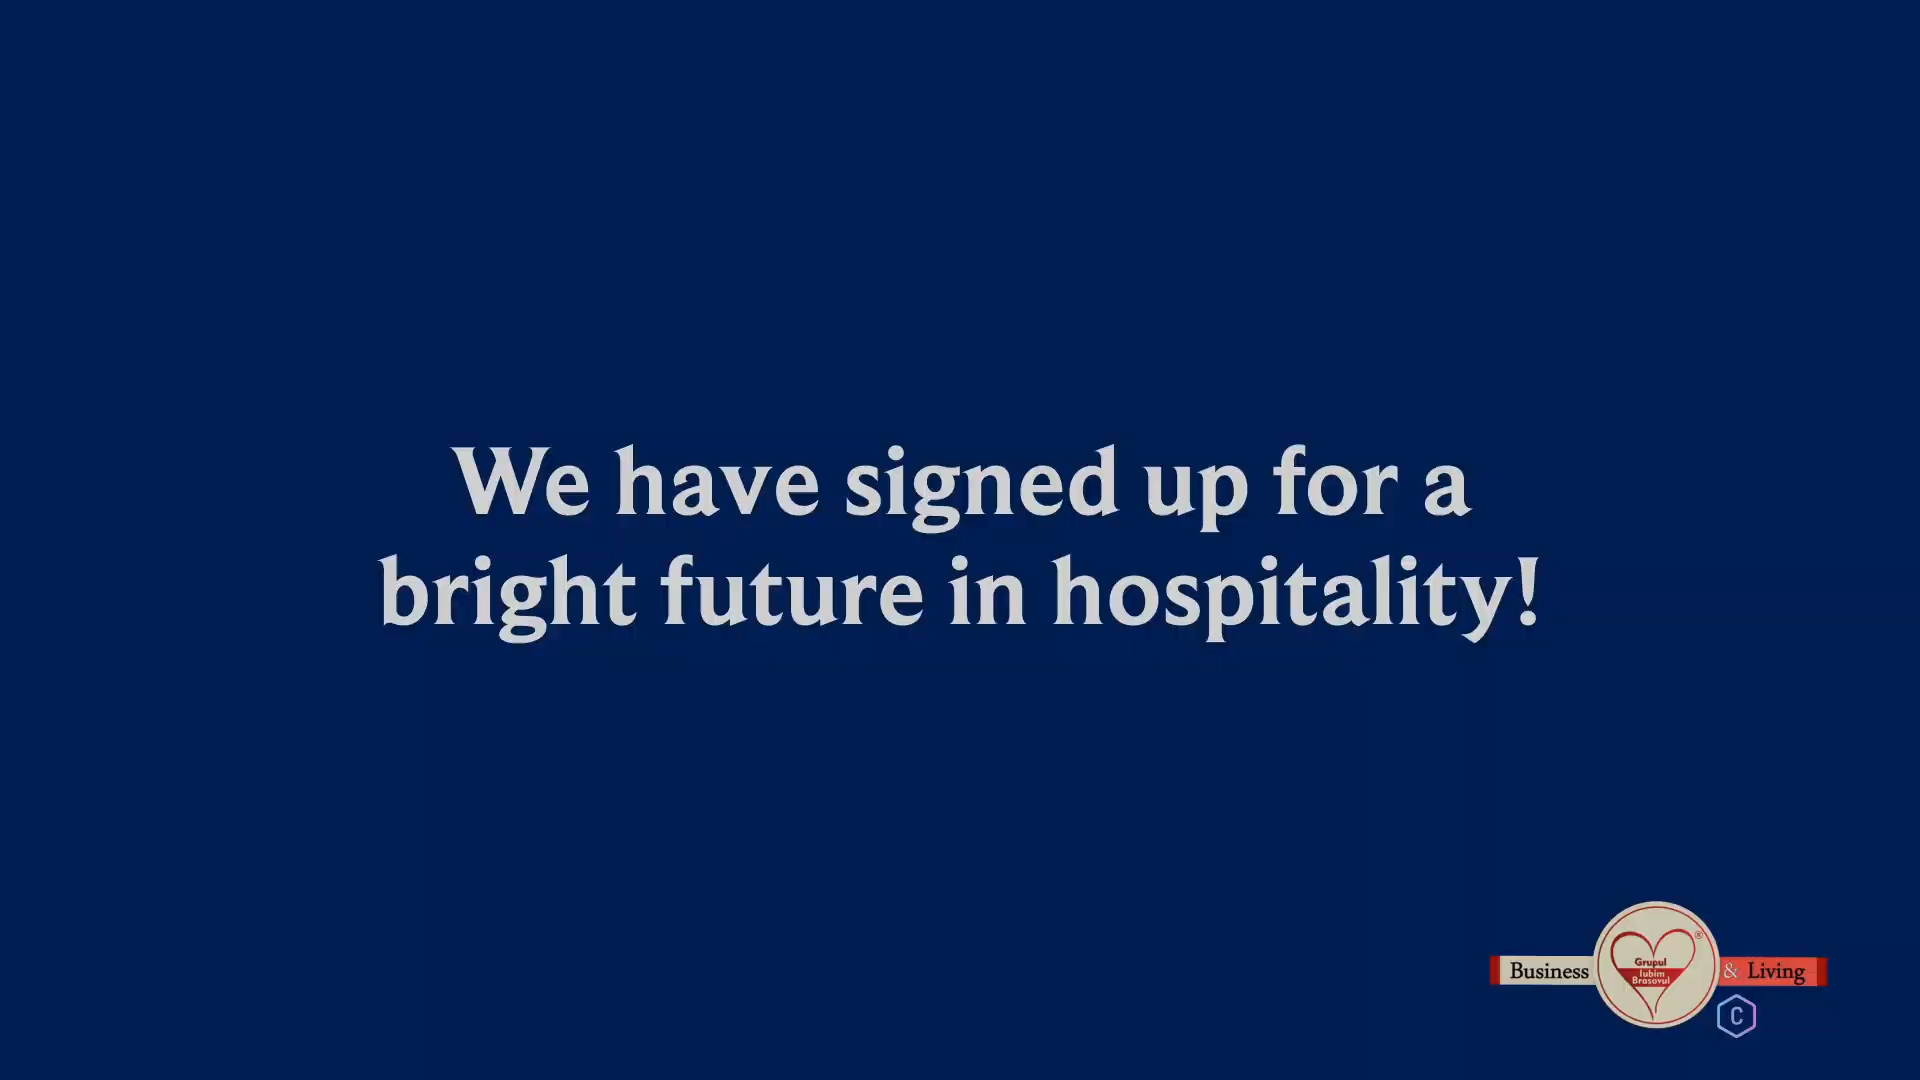 We have signed up for a
bright future in hospitality!
Business
Grupul
Iubim
Brasovul
®
& Living
C